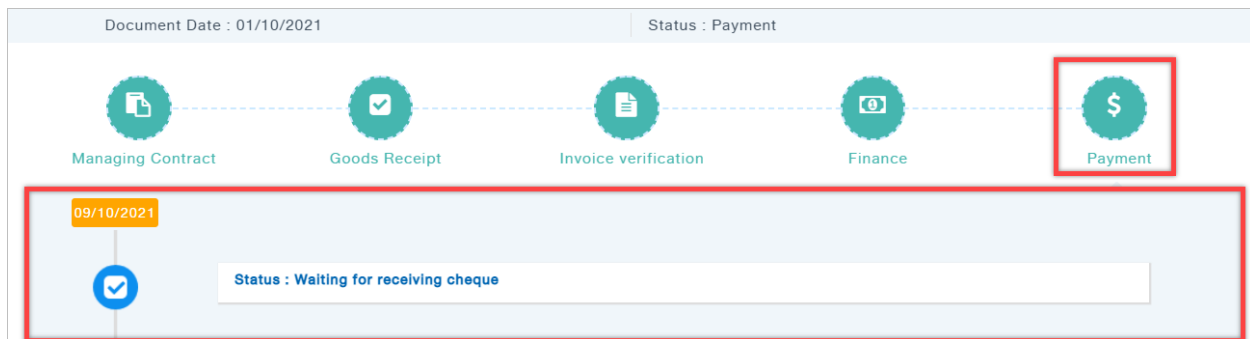 Document Date : 01/10/2021
Status : Payment
Managing Contract
Goods Receipt
Invoice verification
Finance
Payment
09/10/2021
Status : Waiting for receiving cheque